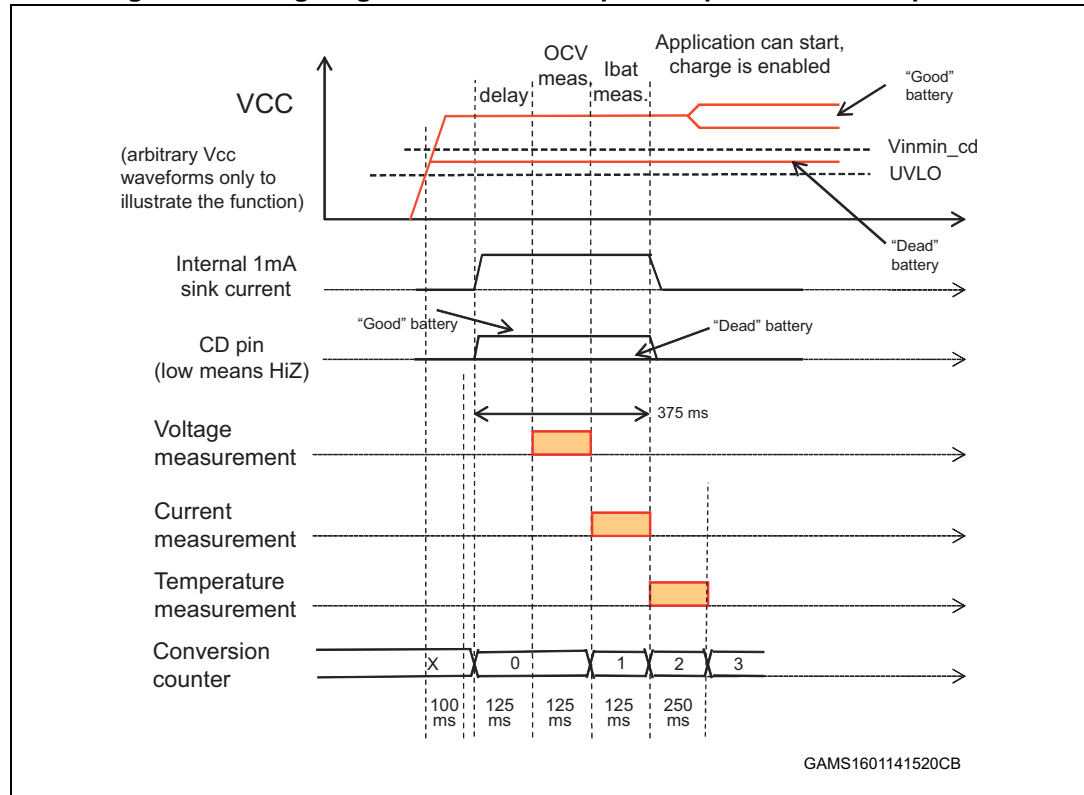 OCV
meas.
Ibat
meas.
Application can start,
charge is enabled
delay
"Good"
battery
VCC
(arbitrary Vcc
waveforms only to
illustrate the function)
Vinmin_cd
UVLO
"Dead"
battery
Internal 1mA
sink current
"Good" battery
"Dead" battery
CD pin
(low means HiZ)
375 ms
Voltage
measurement
Current
measurement
Temperature
measurement
Conversion
counter
X 0 1 2 3
100 125 125 125 250
ms ms ms ms ms
GAMS1601141520CB